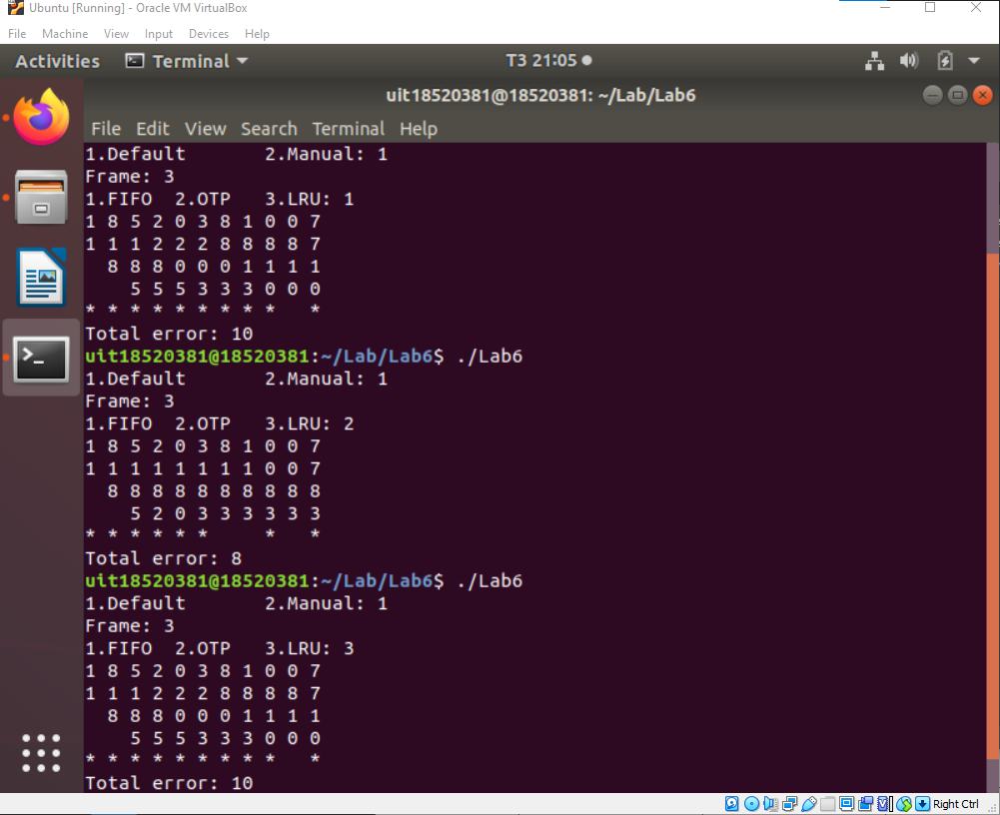 Ubuntu [Running] - Oracle VM VirtualBox
File Machine View Input Devices Help
Activities Terminal T3 21:05
uit18520381@18520381: ~/Lab/Lab6
File Edit View Search Terminal Help
1.Default 2.Manual: 1
Frame: 3
1.FIFO 2.OTP 3.LRU: 1
1 8 5 2 0 3 8 1 0 0 7
1 1 1 2 2 2 8 8 8 8 7
8 8 8 0 0 0 1 1 1 1
5 5 5 3 3 3 0 0 0
* * * * * * * * * *
Total error: 10
uit18520381@18520381:~/Lab/Lab6$ ./Lab6
1.Default 2.Manual: 1
Frame: 3
1.FIFO 2.OTP 3.LRU: 2
1 8 5 2 0 3 8 1 0 0 7
1 1 1 1 1 1 1 1 0 0 7
8 8 8 8 8 8 8 8 8 8
5 2 0 3 3 3 3 3 3
* * * * * * * *
Total error: 8
uit18520381@18520381:~/Lab/Lab6$ ./Lab6
1.Default 2.Manual: 1
Frame: 3
1.FIFO 2.OTP 3.LRU: 3
1 8 5 2 0 3 8 1 0 0 7
1 1 1 2 2 2 8 8 8 8 7
8 8 8 0 0 0 1 1 1 1
5 5 5 3 3 3 0 0 0
* * * * * * * * * *
Total error: 10
Right Ctrl